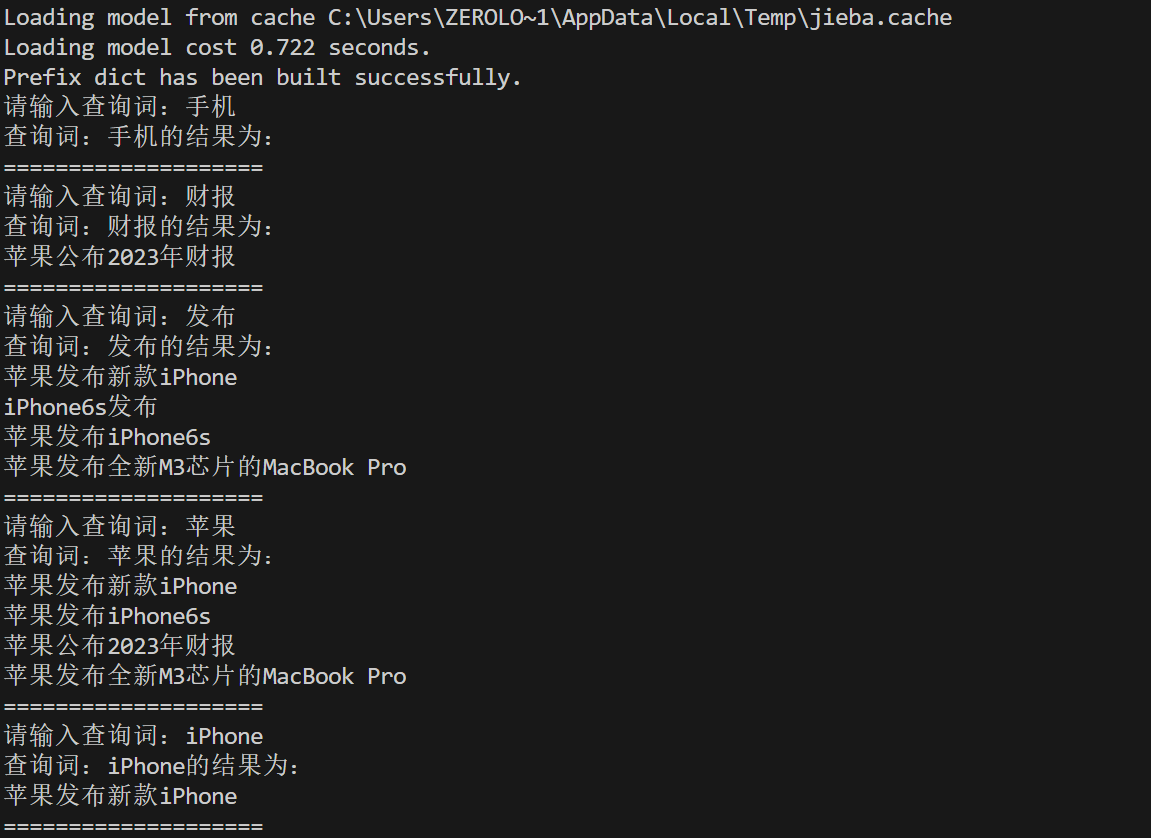 Loading model from cache C:\Users\ZEROLO~1\AppData\Local\Temp\jieba.cache
Loading model cost 0.722 seconds.
Prefix dict has been built successfully.
请输入查询词：手机
查询词：手机的结果为：
====================
请输入查询词：财报
查询词：财报的结果为：
苹果公布2023年财报
====================
请输入查询词：发布
查询词：发布的结果为：
苹果发布新款iPhone
iPhone6s发布
苹果发布iPhone6s
苹果发布全新M3芯片的MacBook Pro
====================
请输入查询词：苹果
查询词：苹果的结果为：
苹果发布新款iPhone
苹果发布iPhone6s
苹果公布2023年财报
苹果发布全新M3芯片的MacBook Pro
====================
请输入查询词：iPhone
查询词：iPhone的结果为：
苹果发布新款iPhone
====================